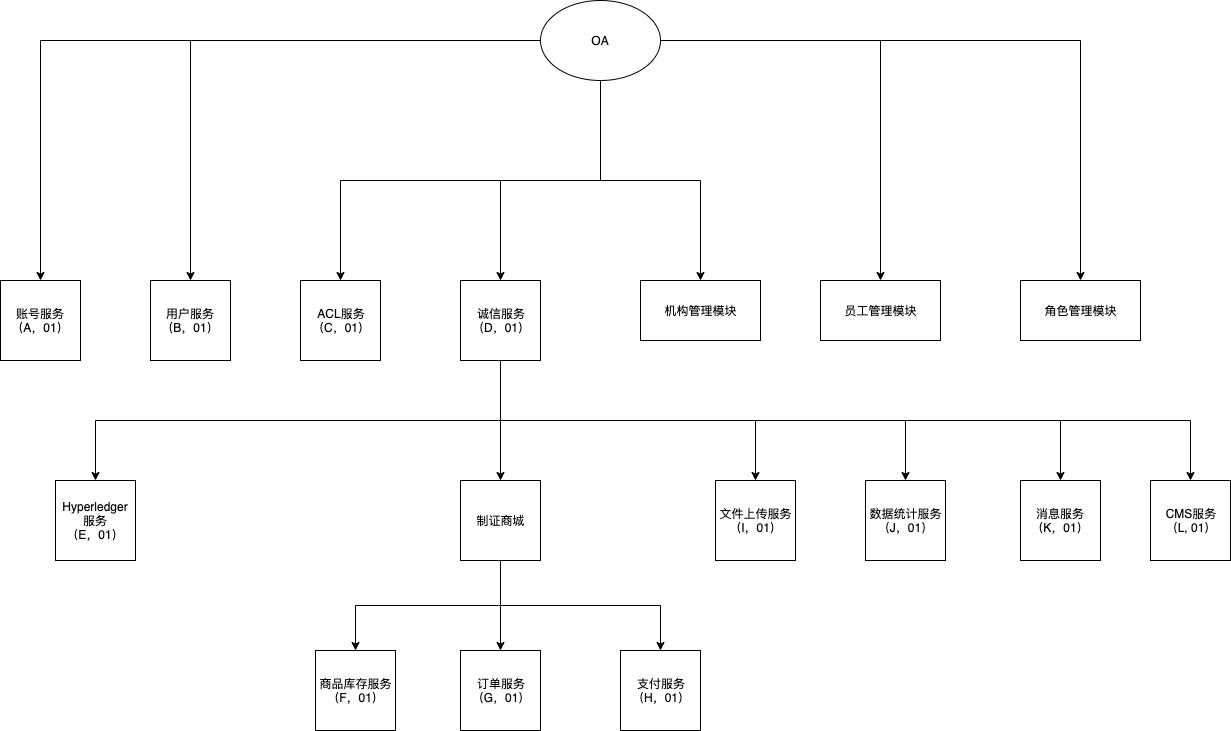 OA
账号服务
（A，01）
用户服务
（B，01）
ACL服务
（C，01）
诚信服务
（D，01）
机构管理模块
员工管理模块
角色管理模块
Hyperledger
服务
（E，01）
制证商城
文件上传服务
（I，01）
数据统计服务
（J，01）
消息服务
（K，01）
CMS服务
（L, 01）
商品库存服务
（F，01）
订单服务
（G，01）
支付服务
（H，01）